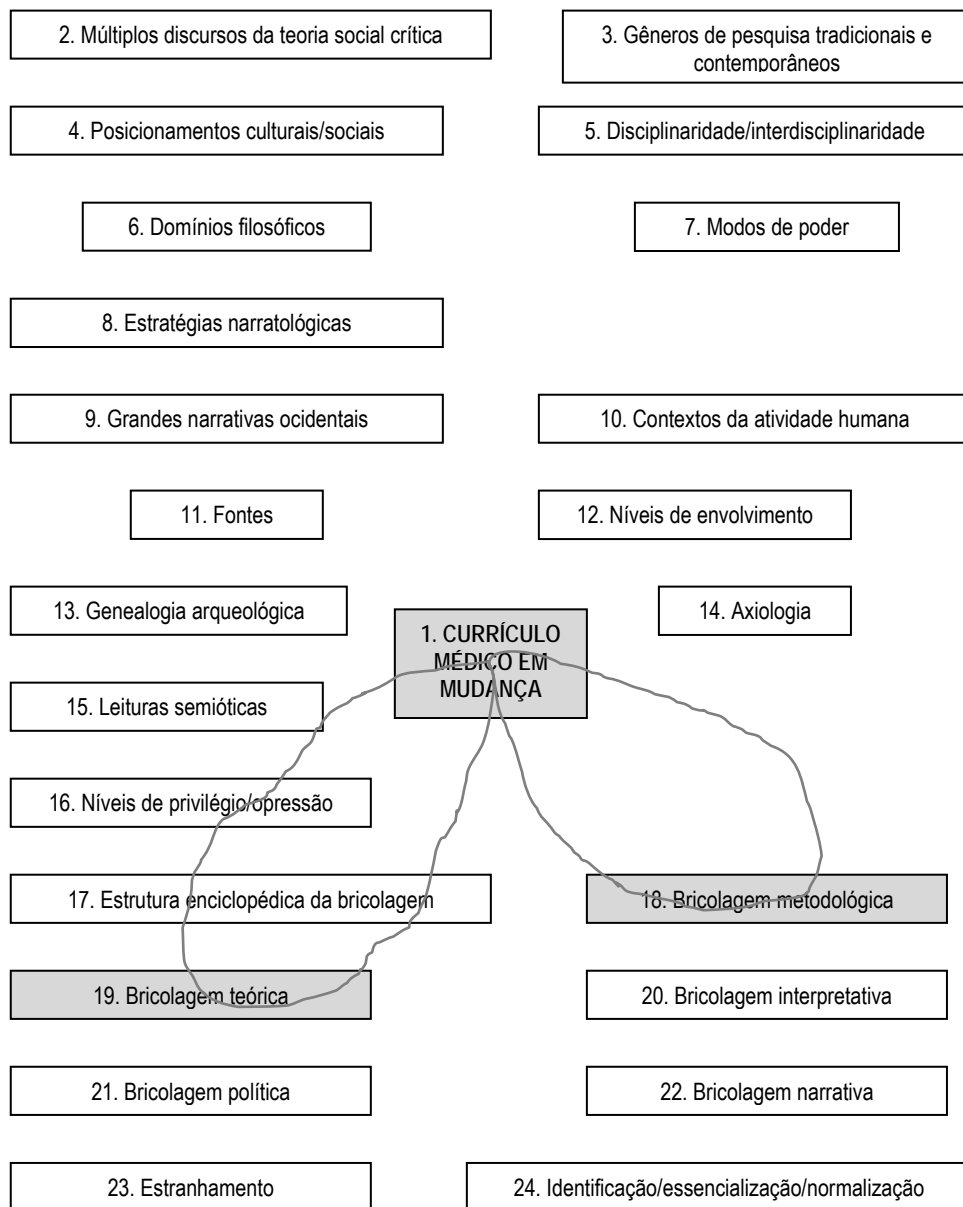 2. Múltiplos discursos da teoria social crítica
3. Gêneros de pesquisa tradicionais e
contemporâneos
4. Posicionamentos culturais/sociais
5. Disciplinaridade/interdisciplinaridade
6. Domínios filosóficos
7. Modos de poder
8. Estratégias narratológicas
9. Grandes narrativas ocidentais
10. Contextos da atividade humana
11. Fontes
12. Níveis de envolvimento
13. Genealogia arqueológica
14. Axiologia
1. CURRÍCULO
MÉDICO EM
MUDANÇA
15. Leituras semióticas
16. Níveis de privilégio/opressão
17. Estrutura enciclopédica da bricolagem
18. Bricolagem metodológica
19. Bricolagem teórica
20. Bricolagem interpretativa
21. Bricolagem política
22. Bricolagem narrativa
23. Estranhamento
24. Identificação/essencialização/normalização